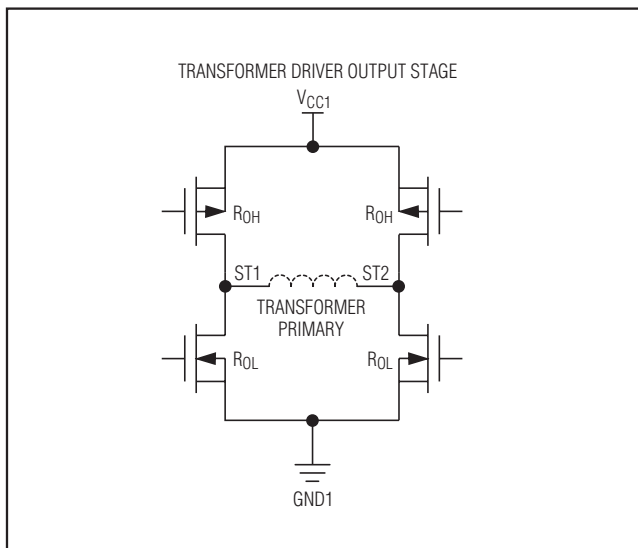 TRANSFORMER DRIVER OUTPUT STAGE
VCC1
ROH
ROH
ST1
ST2
TRANSFORMER
PRIMARY
ROL
ROL
GND1